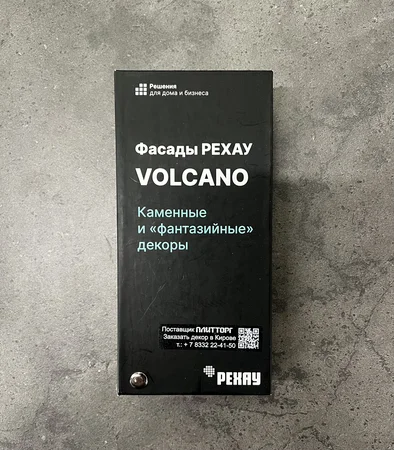 Решения
для дома и бизнеса
Фасады РЕХАУ
VOLCANO
Каменные
и «фантазийные»
декоры
Поставщик ПЛИТТОРГ
Заказать декор в Кирове
т.: + 7 8332 22-41-50
РЕХАУ